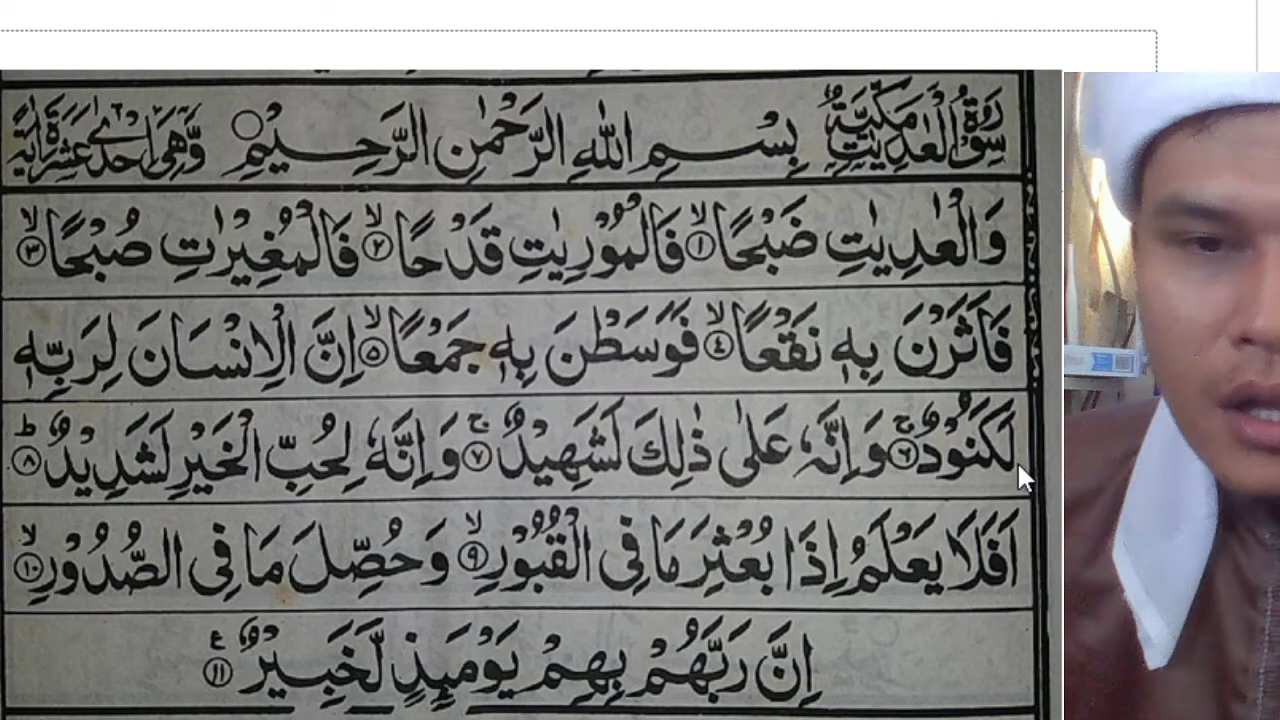 سُوْرَةُ الْعٰدِيٰتِ مَكِّيَّةٌ بِسْمِ اللّٰهِ الرَّحْمٰنِ الرَّحِيْمِ وَّهِيَ اِحْدٰى عَشْرَةَ اٰيَةً
وَالْعٰدِيٰتِ ضَبْحًا ۙ﴿١﴾ فَالْمُوْرِيٰتِ قَدْحًا ۙ﴿٢﴾ فَالْمُغِيْرٰتِ صُبْحًا ۙ﴿٣﴾
فَاَثَرْنَ بِهٖ نَقْعًا ۙ﴿٤﴾ فَوَسَطْنَ بِهٖ جَمْعًا ۙ﴿٥﴾ اِنَّ الْاِنْسَانَ لِرَبِّهٖ
لَكَنُوْدٌ ۚ﴿٦﴾ وَاِنَّهٗ عَلٰى ذٰلِكَ لَشَهِيْدٌ ۚ﴿٧﴾ وَاِنَّهٗ لِحُبِّ الْخَيْرِ لَشَدِيْدٌ ؕ﴿٨﴾
اَفَلَا يَعْلَمُ اِذَا بُعْثِرَ مَا فِى الْقُبُوْرِ ۙ﴿٩﴾ وَحُصِّلَ مَا فِى الصُّدُوْرِ ۙ﴿١٠﴾
اِنَّ رَبَّهُمْ بِهِمْ يَوْمَئِذٍ لَّخَبِيْرٌ ࣖ﴿١١﴾